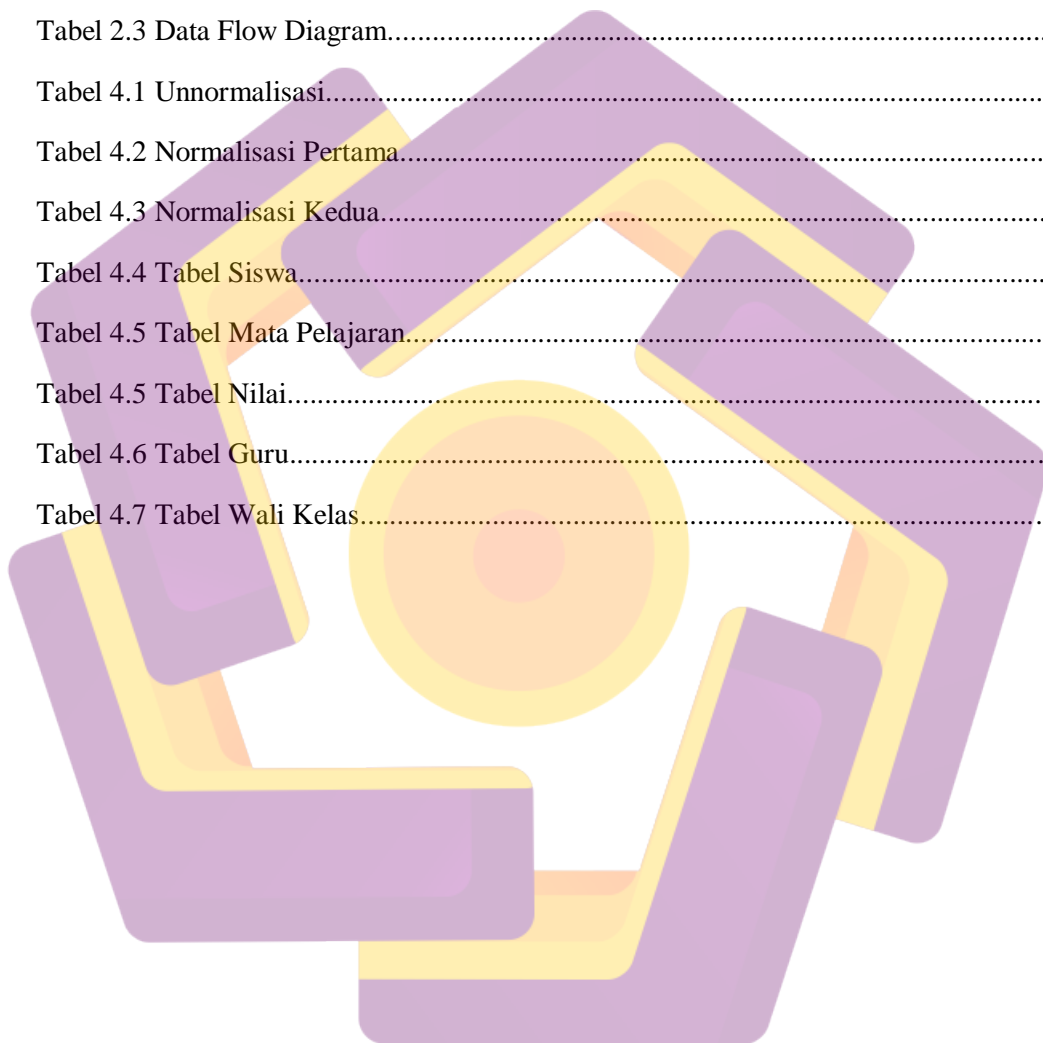 Tabel 2.3 Data Flow Diagram....................................................................................................
Tabel 4.1 Unnormalisasi....................................................................................................
Tabel 4.2 Normalisasi Pertama....................................................................................................
Tabel 4.3 Normalisasi Kedua....................................................................................................
Tabel 4.4 Tabel Siswa....................................................................................................
Tabel 4.5 Tabel Mata Pelajaran....................................................................................................
Tabel 4.5 Tabel Nilai....................................................................................................
Tabel 4.6 Tabel Guru....................................................................................................
Tabel 4.7 Tabel Wali Kelas....................................................................................................